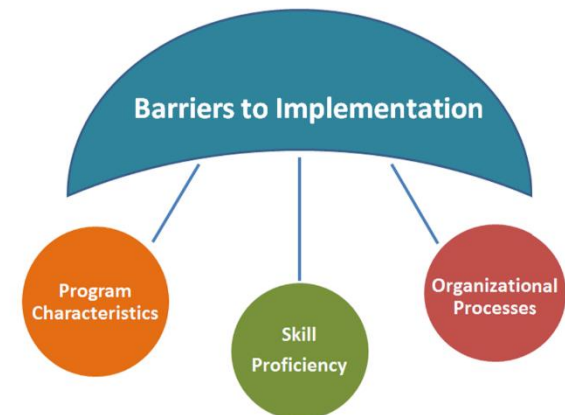 Barriers to Implementation
Program
Characteristics
Skill
Proficiency
Organizational
Processes